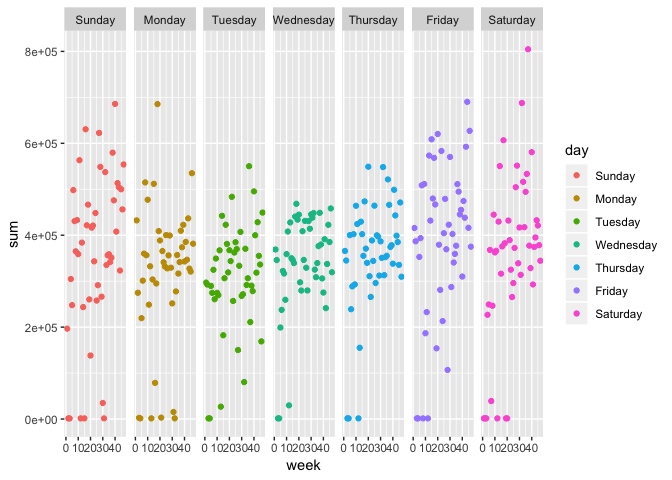 Sunday Monday Tuesday Wednesday Thursday Friday Saturday
8e+05
6e+05
4e+05
2e+05
0e+00
sum
0 10203040 0 10203040 0 10203040 0 10203040 0 10203040 0 10203040 0 10203040
week
day
Sunday
Monday
Tuesday
Wednesday
Thursday
Friday
Saturday